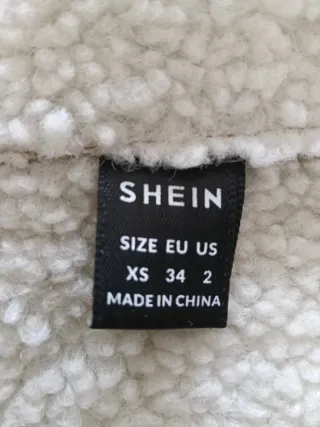 SHEIN
SIZE EU US
XS 34 2
MADE IN CHINA